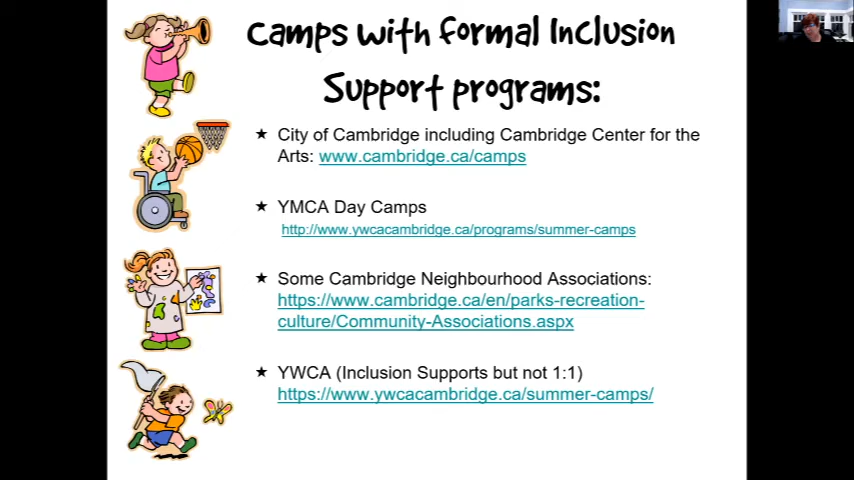 Camps with Formal Inclusion
Support programs:
★ City of Cambridge including Cambridge Center for the
Arts: www.cambridge.ca/camps
★ YMCA Day Camps
http://www.ywcacambridge.ca/programs/summer-camps
★ Some Cambridge Neighbourhood Associations:
https://www.cambridge.ca/en/parks-recreation-
culture/Community-Associations.aspx
★ YWCA (Inclusion Supports but not 1:1)
https://www.ywcacambridge.ca/summer-camps/